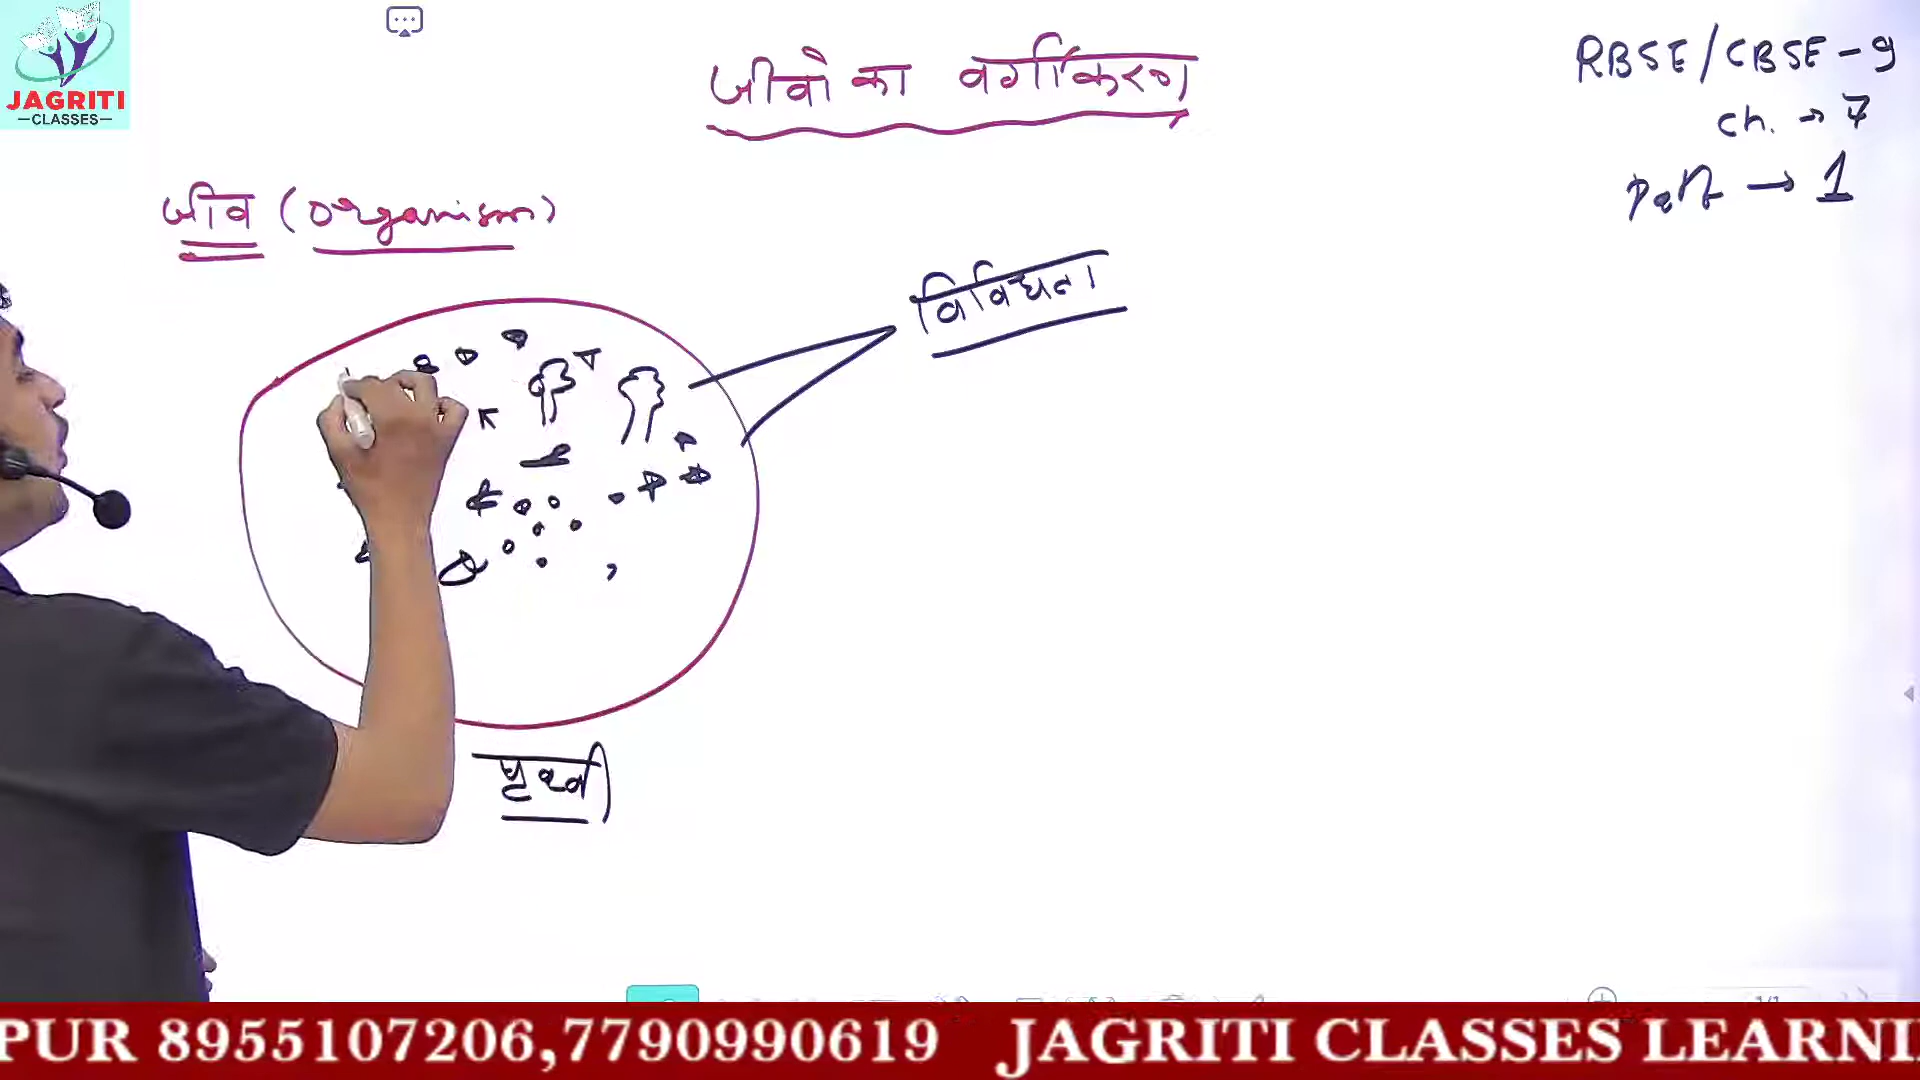 JAGRITI
—CLASSES—
जीवों का वर्गीकरण
RBSE/CBSE-9
Ch. → 7
Part → 1
जीव (Organism)
विविधता
पृथ्वी
PUR 8955107206,7790990619 JAGRITI CLASSES LEARNI